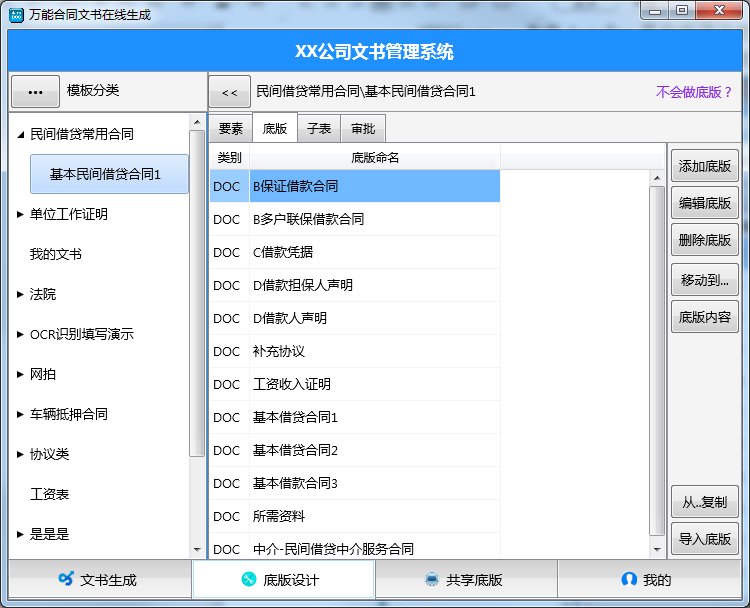 万能合同文书在线生成
XX公司文书管理系统
... 模板分类
<< 民间借贷常用合同\基本民间借贷合同1 不会做底版？
民间借贷常用合同
基本民间借贷合同1
单位工作证明
我的文书
法院
OCR识别填写演示
网拍
车辆抵押合同
协议类
工资表
是是是
要素 底版 子表 审批
类别 底版命名
DOC B保证借款合同
DOC B多户联保借款合同
DOC C借款凭据
DOC D借款担保人声明
DOC D借款人声明
DOC 补充协议
DOC 工资收入证明
DOC 基本借贷合同1
DOC 基本借贷合同2
DOC 基本借款合同3
DOC 所需资料
DOC 中介-民间借贷中介服务合同
添加底版
编辑底版
删除底版
移动到...
底版内容
从..复制
导入底版
文书生成 底版设计 共享底版 我的